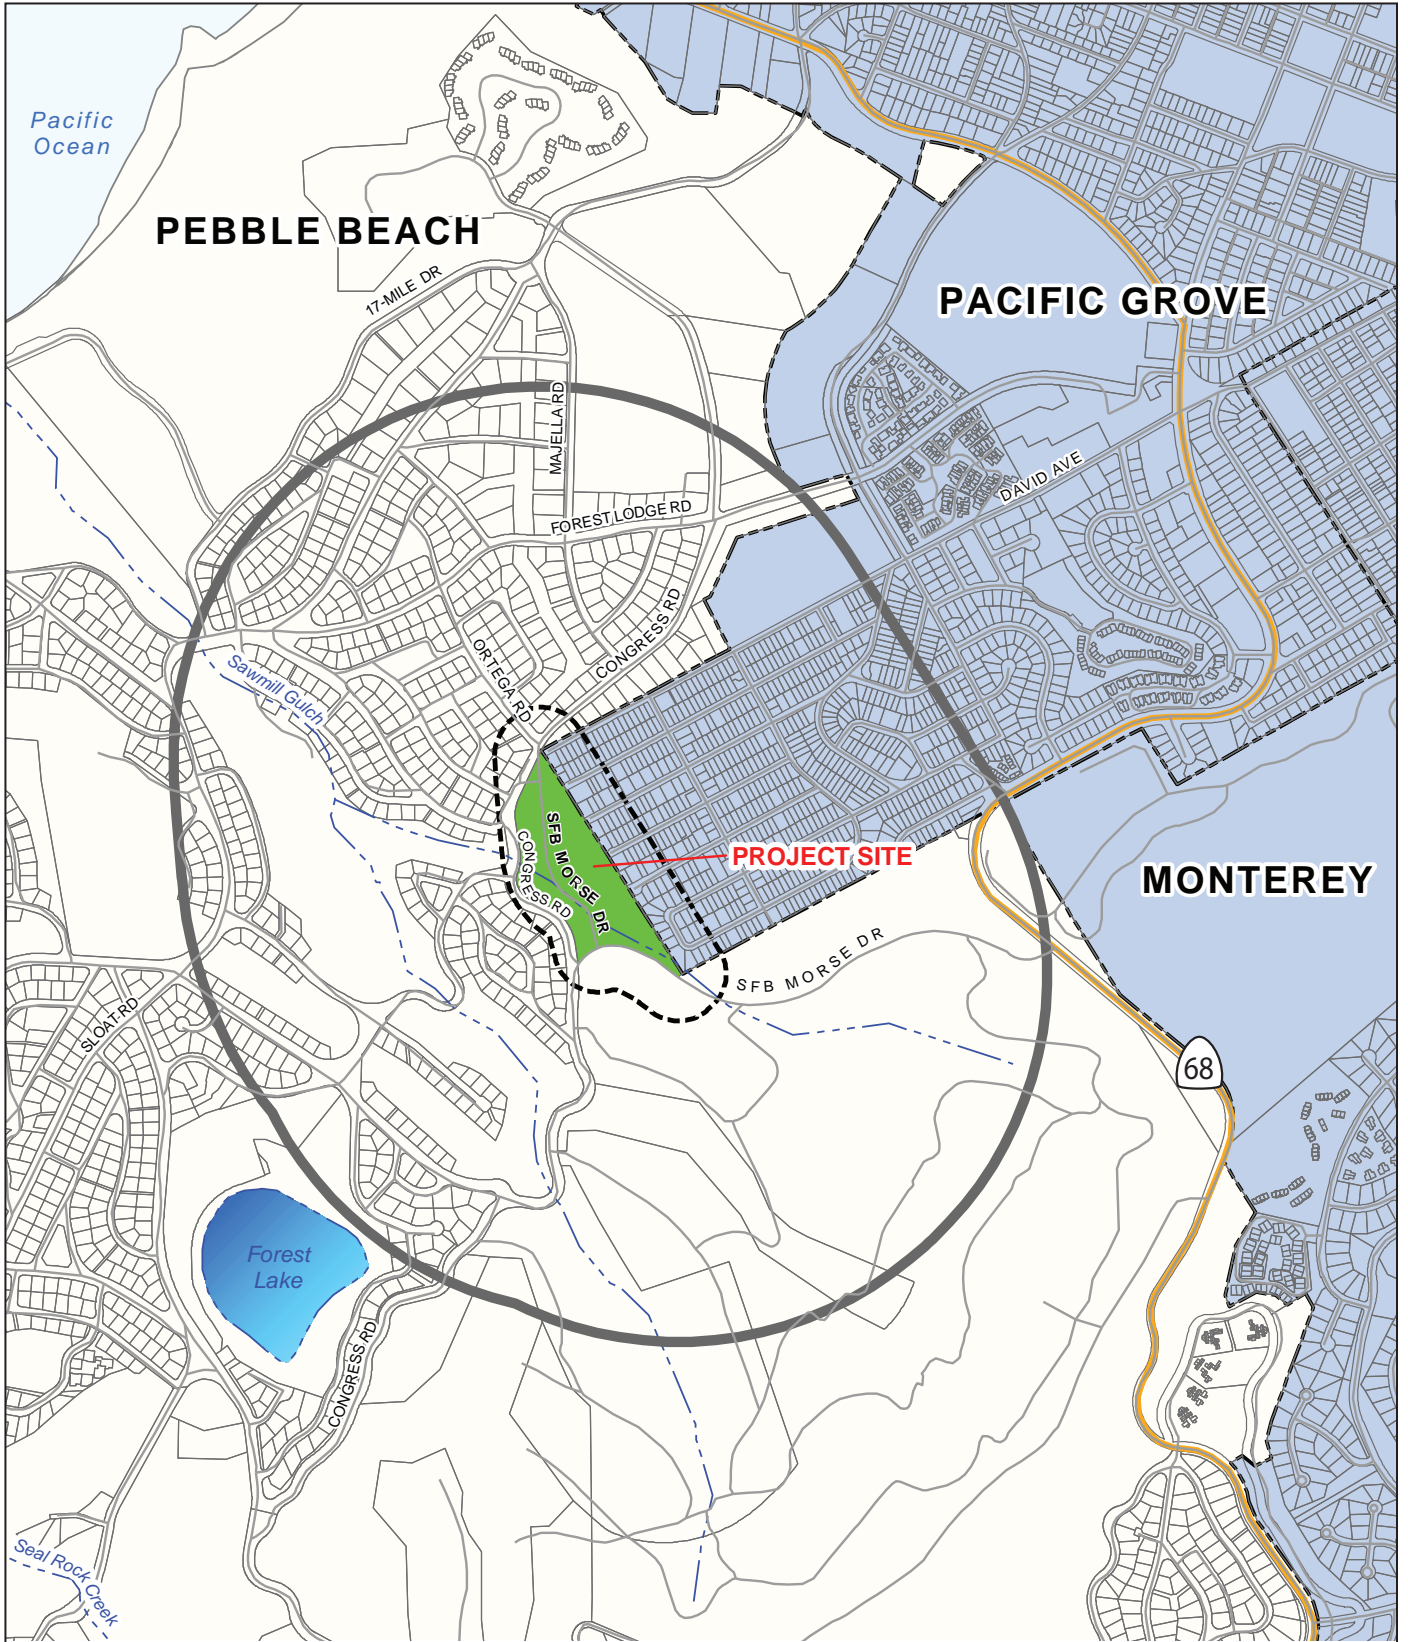 Pacific
Ocean
PEBBLE BEACH
17-MILE DR
PACIFIC GROVE
MAJELLA RD
DAVID AVE
FOREST LODGE RD
CONGRESS RD
ORTEGA RD
Sawmill Gulch
SFB MORSE DR
CONGRESS RD
PROJECT SITE
MONTEREY
SFB MORSE DR
SLOAT RD
68
Forest
Lake
CONGRESS RD
Seal Rock Creek